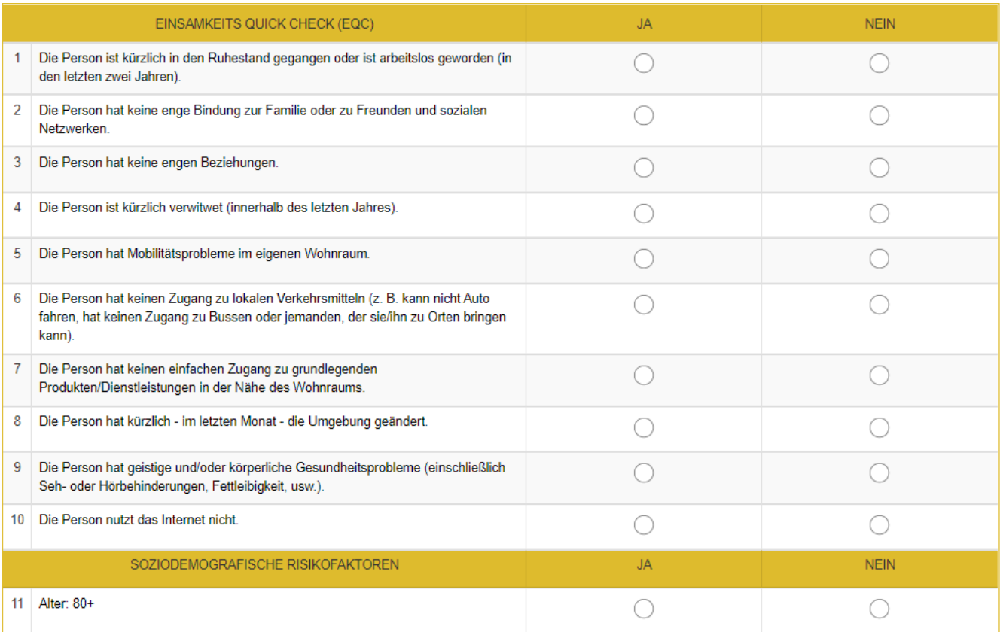 EINSAMKEITS QUICK CHECK (EQC) JA NEIN
1 Die Person ist kürzlich in den Ruhestand gegangen oder ist arbeitslos geworden (in
den letzten zwei Jahren).
2 Die Person hat keine enge Bindung zur Familie oder zu Freunden und sozialen
Netzwerken.
3 Die Person hat keine engen Beziehungen.
4 Die Person ist kürzlich verwitwet (innerhalb des letzten Jahres).
5 Die Person hat Mobilitätsprobleme im eigenen Wohnraum.
6 Die Person hat keinen Zugang zu lokalen Verkehrsmitteln (z. B. kann nicht Auto
fahren, hat keinen Zugang zu Bussen oder jemanden, der sie/ihn zu Orten bringen
kann).
7 Die Person hat keinen einfachen Zugang zu grundlegenden
Produkten/Dienstleistungen in der Nähe des Wohnraums.
8 Die Person hat kürzlich - im letzten Monat - die Umgebung geändert.
9 Die Person hat geistige und/oder körperliche Gesundheitsprobleme (einschließlich
Seh- oder Hörbehinderungen, Fettleibigkeit, usw.).
10 Die Person nutzt das Internet nicht.
SOZIODEMOGRAFISCHE RISIKOFAKTOREN JA NEIN
11 Alter: 80+